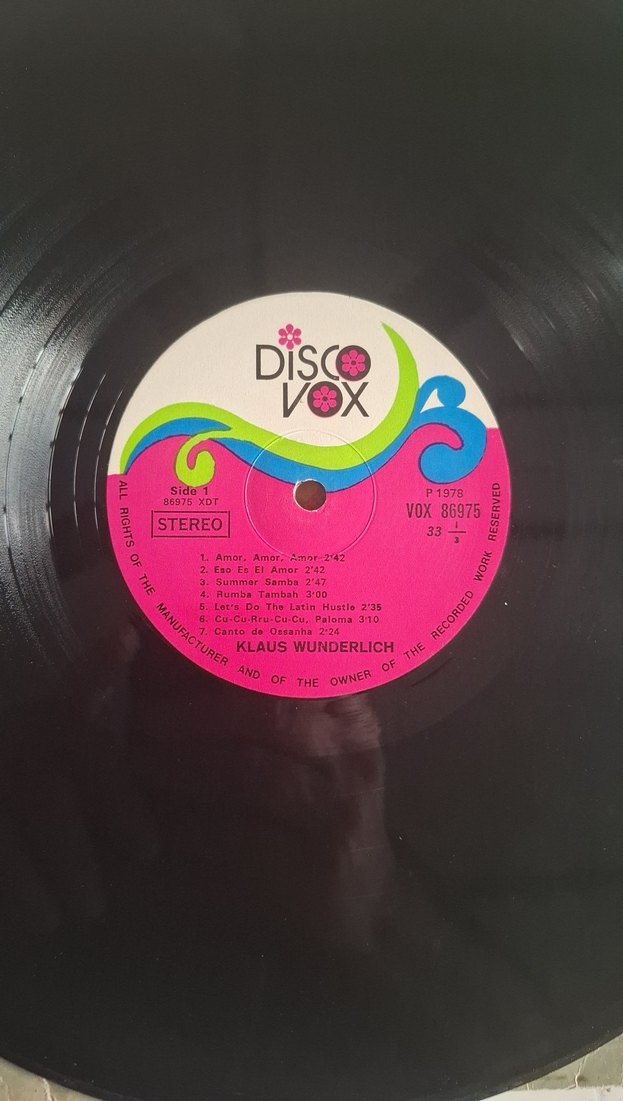 DiSCO
VOX
Side 1
86975 XDT
STEREO
P 1978
VOX 86975
33 1/3
1. Amor, Amor, Amor 2'42
2. Eso Es El Amor 2'42
3. Summer Samba 2'47
4. Rumba Tambah 3'00
5. Let's Do The Latin Hustle 2'35
6. Cu-Cu-Rru-Cu-Cu, Paloma 3'10
7. Canto de Ossanha 2'24
KLAUS WUNDERLICH
ALL RIGHTS OF THE MANUFACTURER AND OF THE OWNER OF THE RECORDED WORK RESERVED